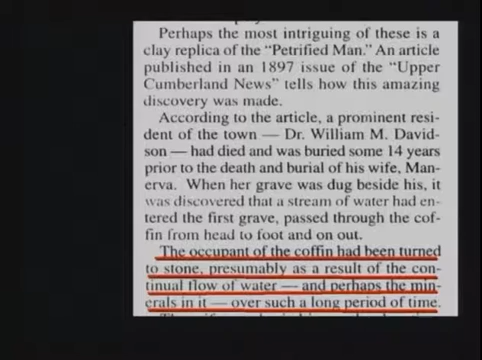 Perhaps the most intriguing of these is a
clay replica of the “Petrified Man.” An article
published in an 1897 issue of the “Upper
Cumberland News” tells how this amazing
discovery was made.
According to the article, a prominent resi-
dent of the town — Dr. William M. David-
son — had died and was buried some 14 years
prior to the death and burial of his wife, Man-
erva. When her grave was dug beside his, it
was discovered that a stream of water had en-
tered the first grave, passed through the cof-
fin from head to foot and on out.
The occupant of the coffin had been turned
to stone, presumably as a result of the con-
tinual flow of water — and perhaps the min-
erals in it — over such a long period of time.